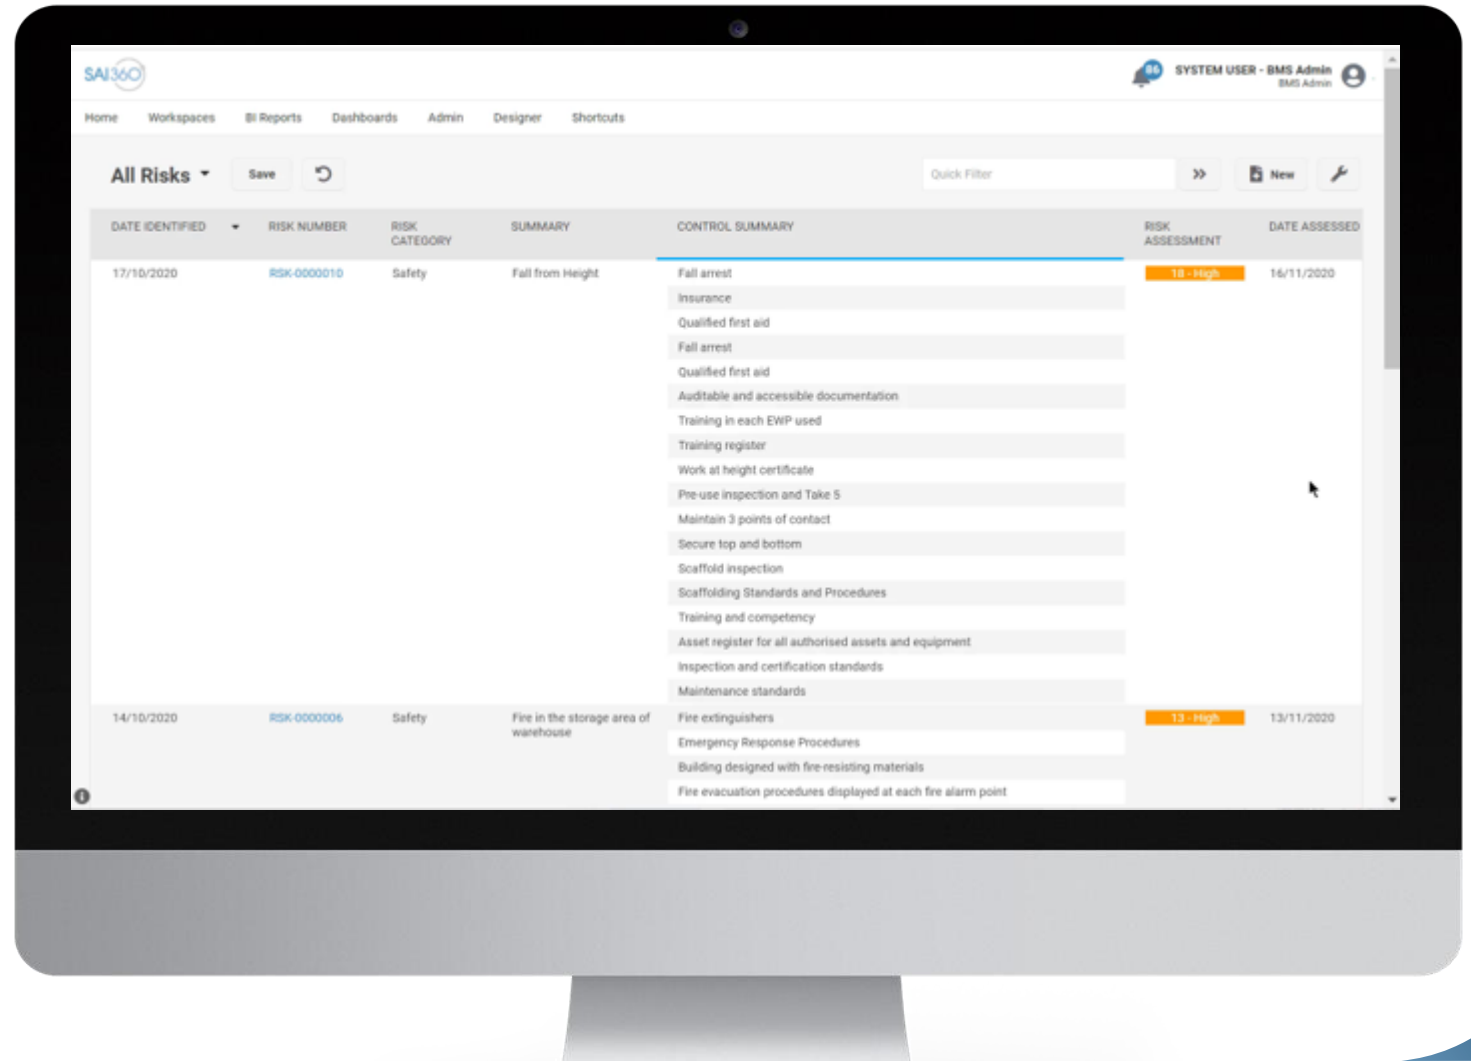 SAI360
86
SYSTEM USER - BMS Admin
BMS Admin
Home Workspaces BI Reports Dashboards Admin Designer Shortcuts
All Risks Save Quick Filter New
DATE IDENTIFIED RISK NUMBER RISK CATEGORY SUMMARY CONTROL SUMMARY RISK ASSESSMENT DATE ASSESSED
17/10/2020 RSK-0000010 Safety Fall from Height Fall arrest 18 - High 16/11/2020
Insurance
Qualified first aid
Fall arrest
Qualified first aid
Auditable and accessible documentation
Training in each EWP used
Training register
Work at height certificate
Pre-use inspection and Take 5
Maintain 3 points of contact
Secure top and bottom
Scaffold inspection
Scaffolding Standards and Procedures
Training and competency
Asset register for all authorised assets and equipment
Inspection and certification standards
Maintenance standards
14/10/2020 RSK-0000006 Safety Fire in the storage area of warehouse Fire extinguishers 13 - High 13/11/2020
Emergency Response Procedures
Building designed with fire-resisting materials
Fire evacuation procedures displayed at each fire alarm point